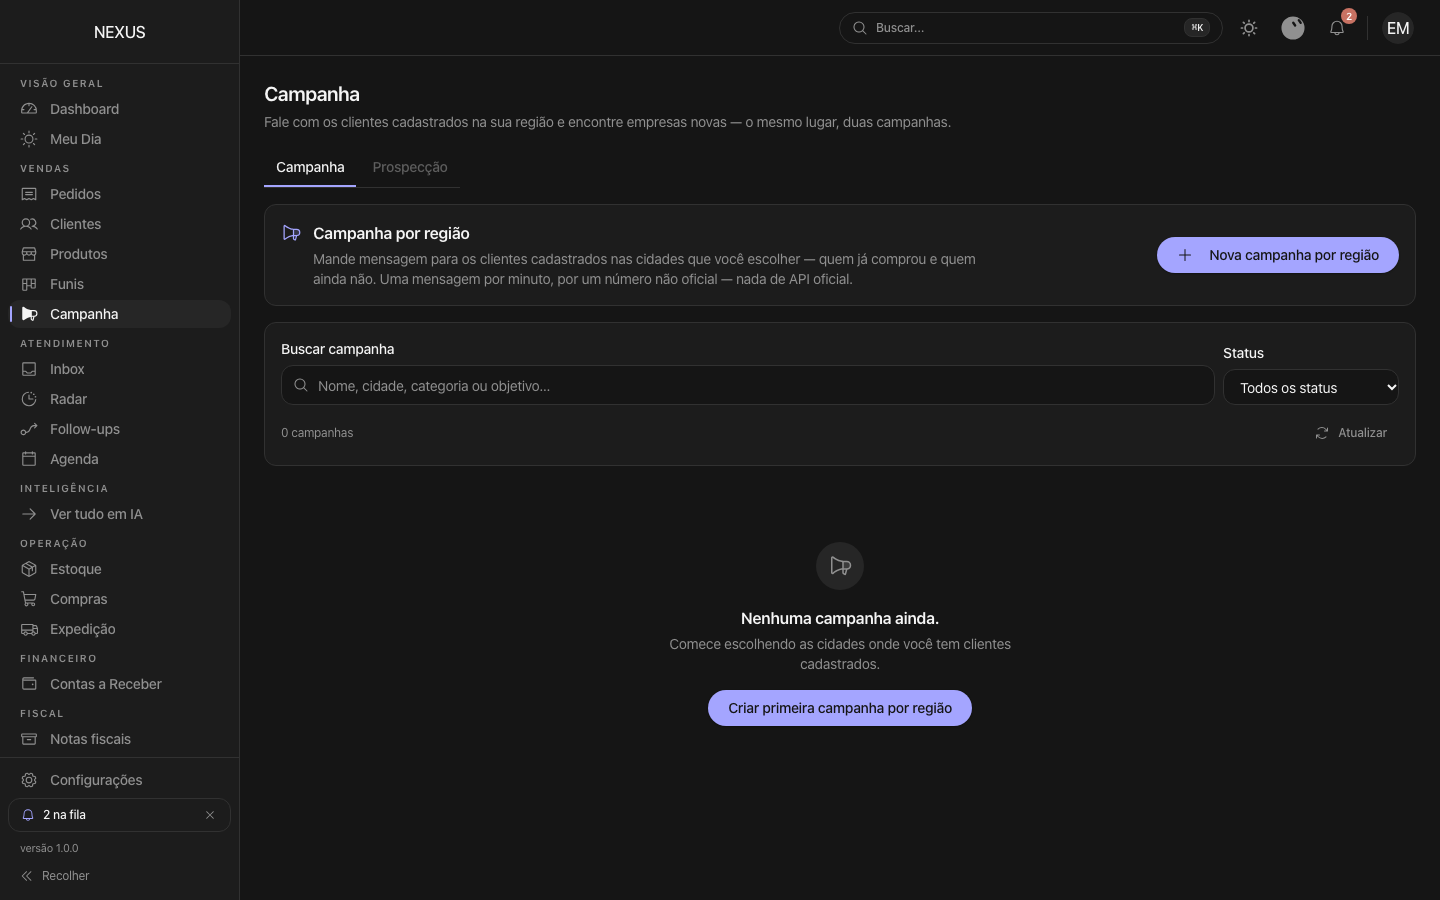 NEXUS
Buscar...
⌘K
2
EM
VISÃO GERAL
Dashboard
Meu Dia
VENDAS
Pedidos
Clientes
Produtos
Funis
Campanha
ATENDIMENTO
Inbox
Radar
Follow-ups
Agenda
INTELIGÊNCIA
Ver tudo em IA
OPERAÇÃO
Estoque
Compras
Expedição
FINANCEIRO
Contas a Receber
FISCAL
Notas fiscais
Configurações
2 na fila
versão 1.0.0
Recolher
Campanha
Fale com os clientes cadastrados na sua região e encontre empresas novas — o mesmo lugar, duas campanhas.
Campanha
Prospecção
Campanha por região
Mande mensagem para os clientes cadastrados nas cidades que você escolher — quem já comprou e quem
ainda não. Uma mensagem por minuto, por um número não oficial — nada de API oficial.
Nova campanha por região
Buscar campanha
Nome, cidade, categoria ou objetivo...
Status
Todos os status
0 campanhas
Atualizar
Nenhuma campanha ainda.
Comece escolhendo as cidades onde você tem clientes
cadastrados.
Criar primeira campanha por região